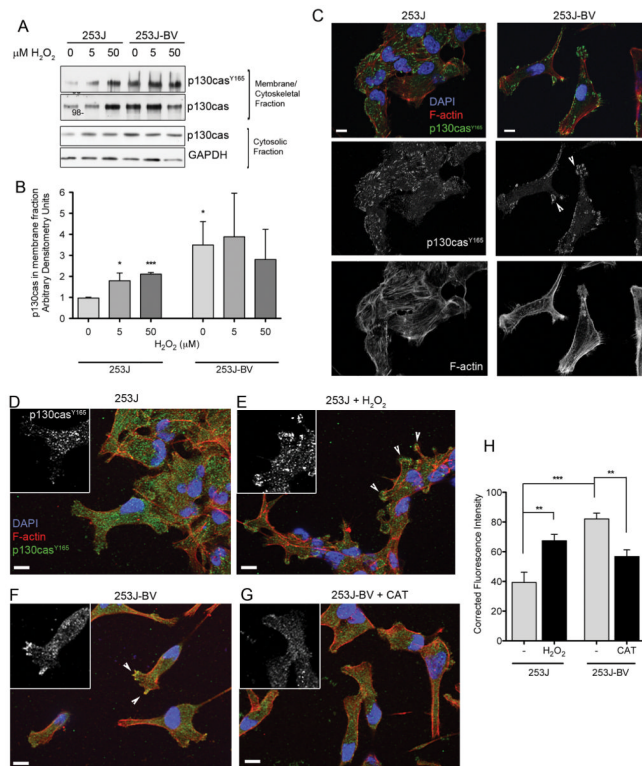 A
253J 253J-BV
μM H₂O₂ 0 5 50 0 5 50
p130casY165
p130cas
98-
Membrane/
Cytoskeletal
Fraction
p130cas
GAPDH
Cytosolic
Fraction
B
p130cas in membrane fraction
Arbitrary Densitometry Units
6
5
4
3
2
1
0
* *** *
0 5 50 0 5 50
H₂O₂ (μM)
253J 253J-BV
C
253J 253J-BV
DAPI
F-actin
p130casY165
p130casY165
F-actin
D 253J
p130casY165
DAPI
F-actin
p130casY165
E 253J + H₂O₂
F 253J-BV
G 253J-BV + CAT
H
Corrected Fluorescence Intensity
100
80
60
40
20
0
*** **
**
- H₂O₂ - CAT
253J 253J-BV